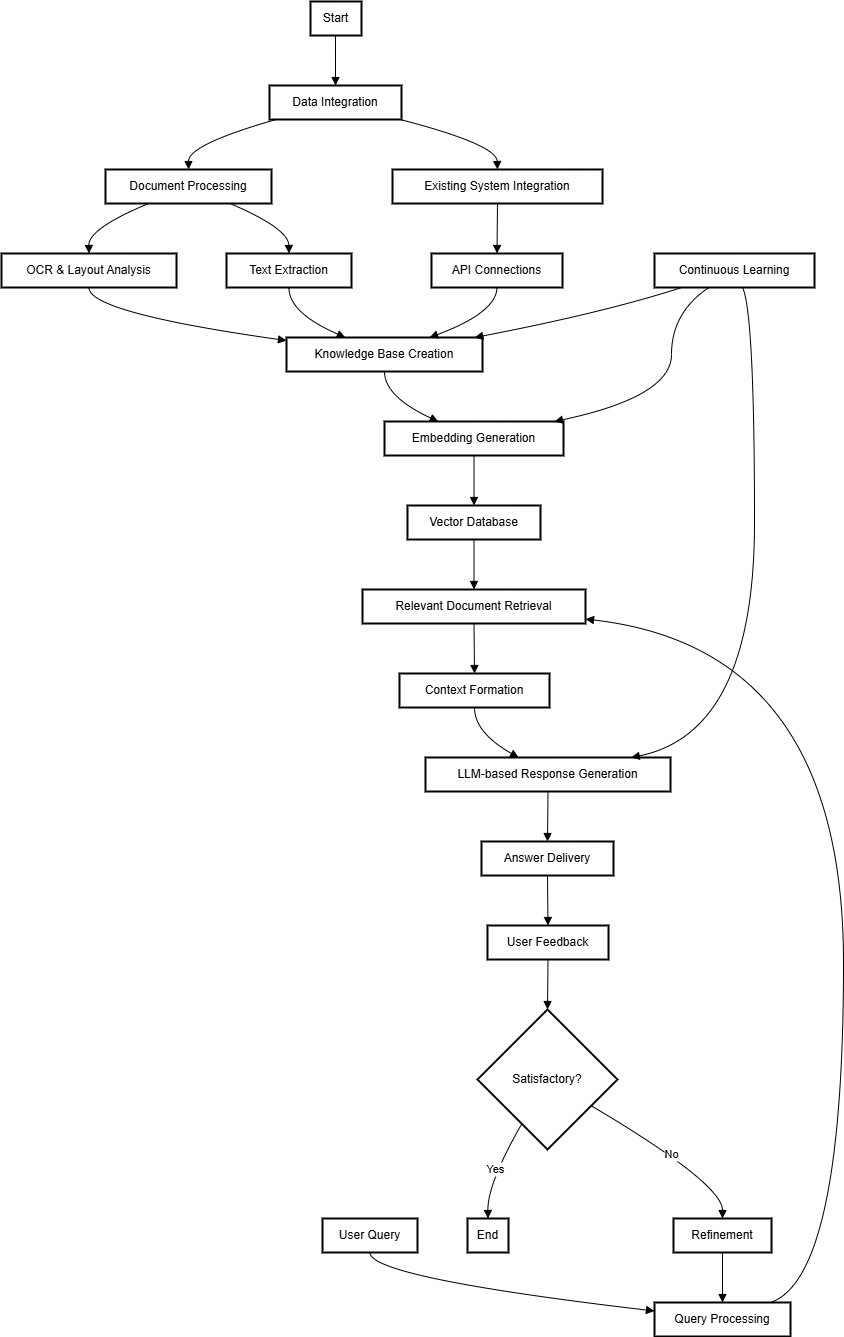 Start
Data Integration
Document Processing
Existing System Integration
OCR & Layout Analysis
Text Extraction
API Connections
Continuous Learning
Knowledge Base Creation
Embedding Generation
Vector Database
Relevant Document Retrieval
Context Formation
LLM-based Response Generation
Answer Delivery
User Feedback
Satisfactory?
No
Yes
User Query
End
Refinement
Query Processing